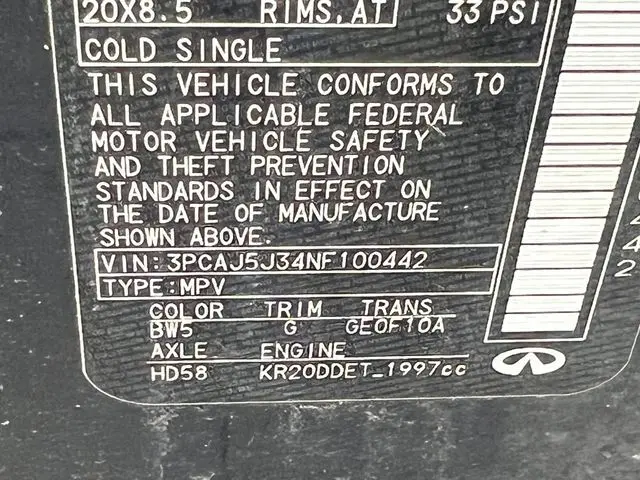 20X8.5 RIMS, AT 33 PSI
COLD SINGLE
THIS VEHICLE CONFORMS TO
ALL APPLICABLE FEDERAL
MOTOR VEHICLE SAFETY
AND THEFT PREVENTION
STANDARDS IN EFFECT ON
THE DATE OF MANUFACTURE
SHOWN ABOVE.
VIN: 3PCAJ5J34NF100442
TYPE:MPV
COLOR TRIM TRANS
BW5 G GE0F10A
AXLE ENGINE
HD58 KR20DDET_1997cc
4
2